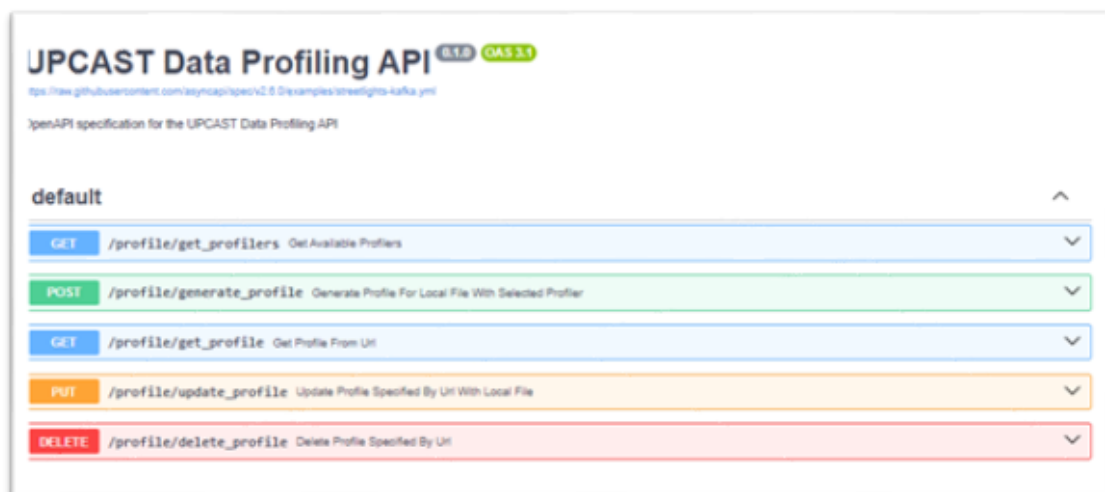 UPCAST Data Profiling API 0.1.0 OAS 3.1
ttps://raw.githubusercontent.com/asyncapi/spec/v2.6.0/examples/streetlights-kafka.yml
OpenAPI specification for the UPCAST Data Profiling API
default
GET /profile/get_profilers Get Available Profilers
POST /profile/generate_profile Generate Profile For Local File With Selected Profiler
GET /profile/get_profile Get Profile From Url
PUT /profile/update_profile Update Profile Specified By Url With Local File
DELETE /profile/delete_profile Delete Profile Specified By Url